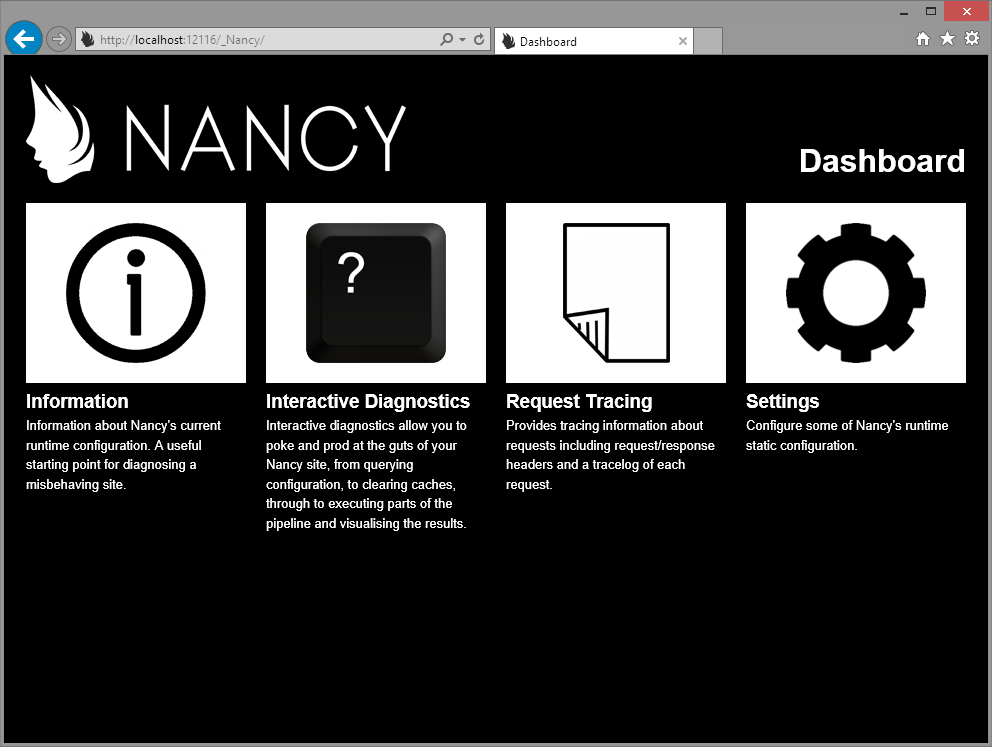 http://localhost:12116/_Nancy/
Dashboard
NANCY
Dashboard
?
Information
Information about Nancy's current
runtime configuration. A useful
starting point for diagnosing a
misbehaving site.
Interactive Diagnostics
Interactive diagnostics allow you to
poke and prod at the guts of your
Nancy site, from querying
configuration, to clearing caches,
through to executing parts of the
pipeline and visualising the results.
Request Tracing
Provides tracing information about
requests including request/response
headers and a tracelog of each
request.
Settings
Configure some of Nancy's runtime
static configuration.